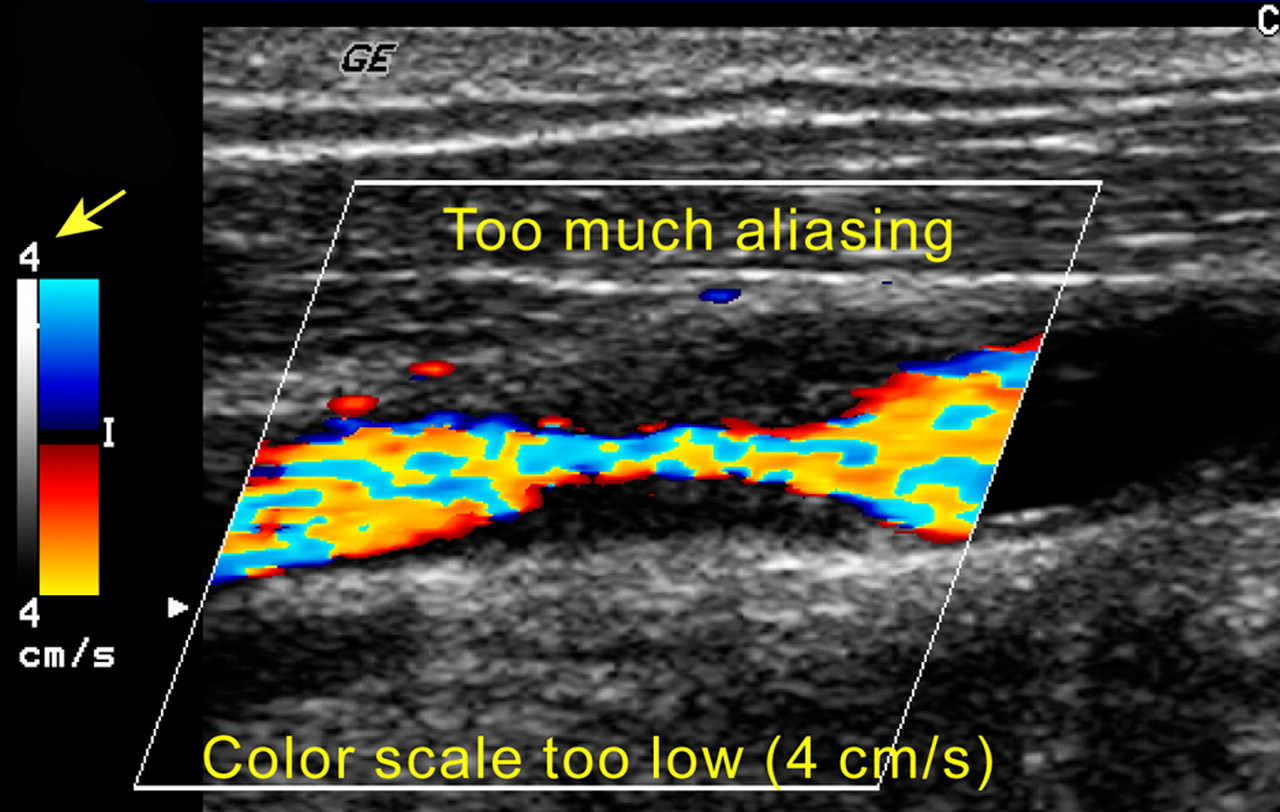 C
GE
Too much aliasing
4
I
4
cm/s
Color scale too low (4 cm/s)